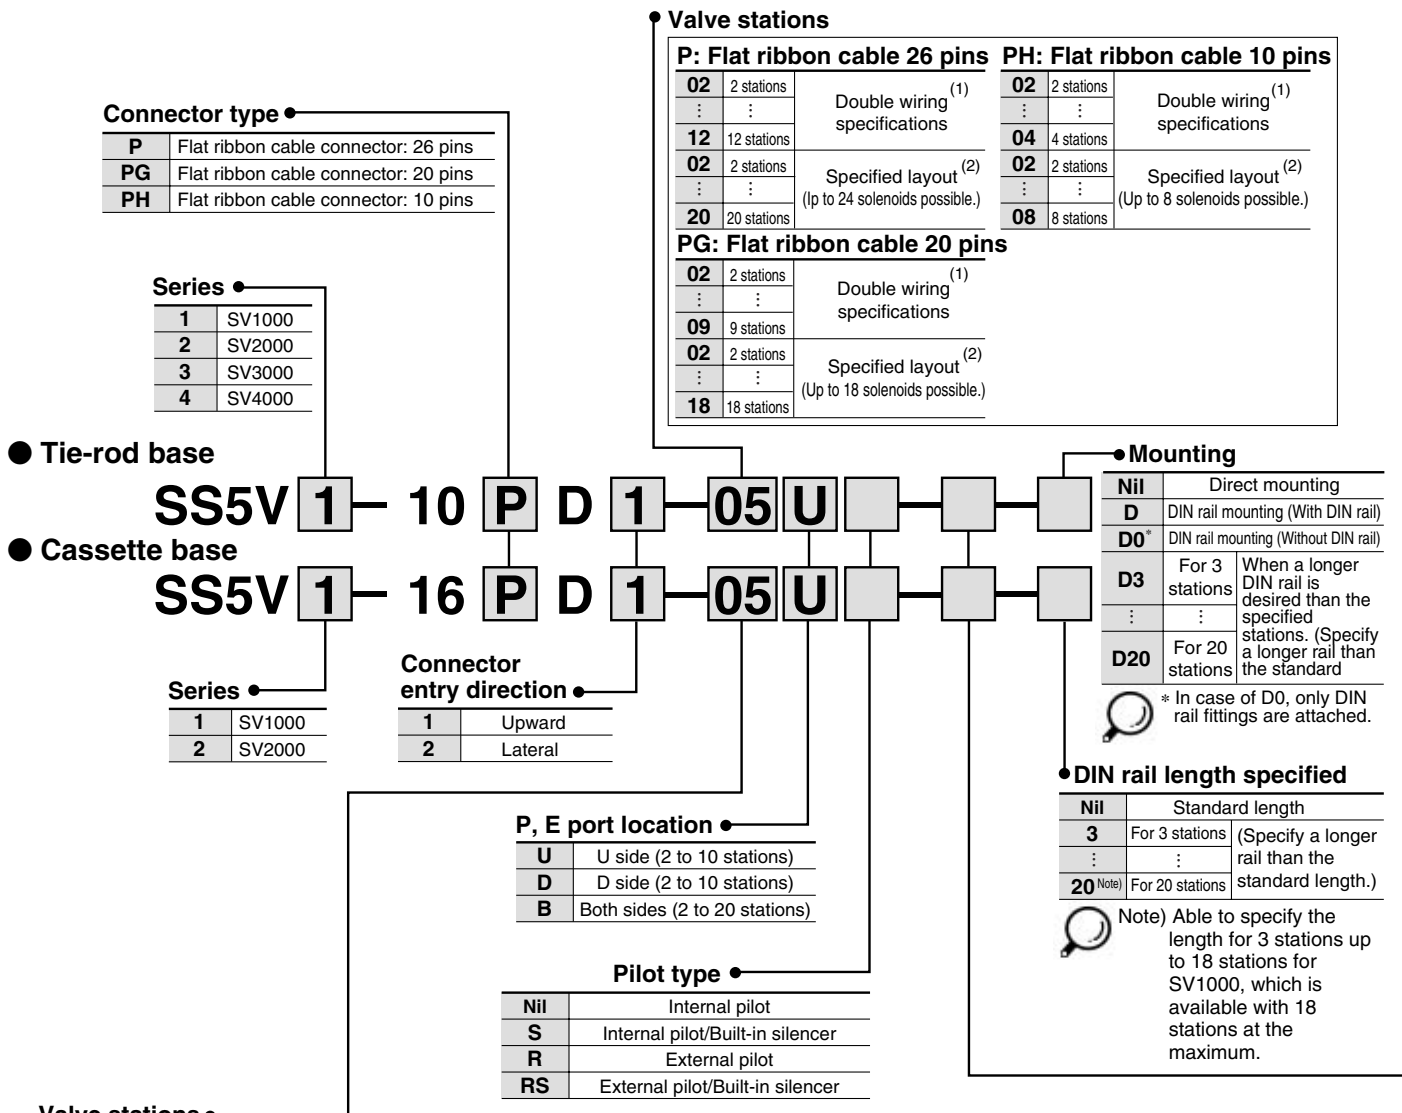 Valve stations
P: Flat ribbon cable 26 pins
02 2 stations
⋮ ⋮
12 12 stations
Double wiring (1)
specifications
02 2 stations
⋮ ⋮
20 20 stations
Specified layout (2)
(Ip to 24 solenoids possible.)
PH: Flat ribbon cable 10 pins
02 2 stations
⋮ ⋮
04 4 stations
Double wiring (1)
specifications
02 2 stations
⋮ ⋮
08 8 stations
Specified layout (2)
(Up to 8 solenoids possible.)
PG: Flat ribbon cable 20 pins
02 2 stations
⋮ ⋮
09 9 stations
Double wiring (1)
specifications
02 2 stations
⋮ ⋮
18 18 stations
Specified layout (2)
(Up to 18 solenoids possible.)
Connector type
P Flat ribbon cable connector: 26 pins
PG Flat ribbon cable connector: 20 pins
PH Flat ribbon cable connector: 10 pins
Series
1 SV1000
2 SV2000
3 SV3000
4 SV4000
● Tie-rod base
SS5V 1 – 10 P D 1 – 05 U – –
● Cassette base
SS5V 1 – 16 P D 1 – 05 U – –
Mounting
Nil Direct mounting
D DIN rail mounting (With DIN rail)
D0* DIN rail mounting (Without DIN rail)
D3 For 3
stations
⋮ ⋮
D20 For 20
stations
When a longer
DIN rail is
desired than the
specified
stations. (Specify
a longer rail than
the standard
* In case of D0, only DIN
rail fittings are attached.
Series
1 SV1000
2 SV2000
Connector
entry direction
1 Upward
2 Lateral
DIN rail length specified
Nil Standard length
3 For 3 stations
⋮ ⋮
20 Note) For 20 stations
(Specify a longer
rail than the
standard length.)
Note) Able to specify the
length for 3 stations up
to 18 stations for
SV1000, which is
available with 18
stations at the
maximum.
P, E port location
U U side (2 to 10 stations)
D D side (2 to 10 stations)
B Both sides (2 to 20 stations)
Pilot type
Nil Internal pilot
S Internal pilot/Built-in silencer
R External pilot
RS External pilot/Built-in silencer
Valve stations